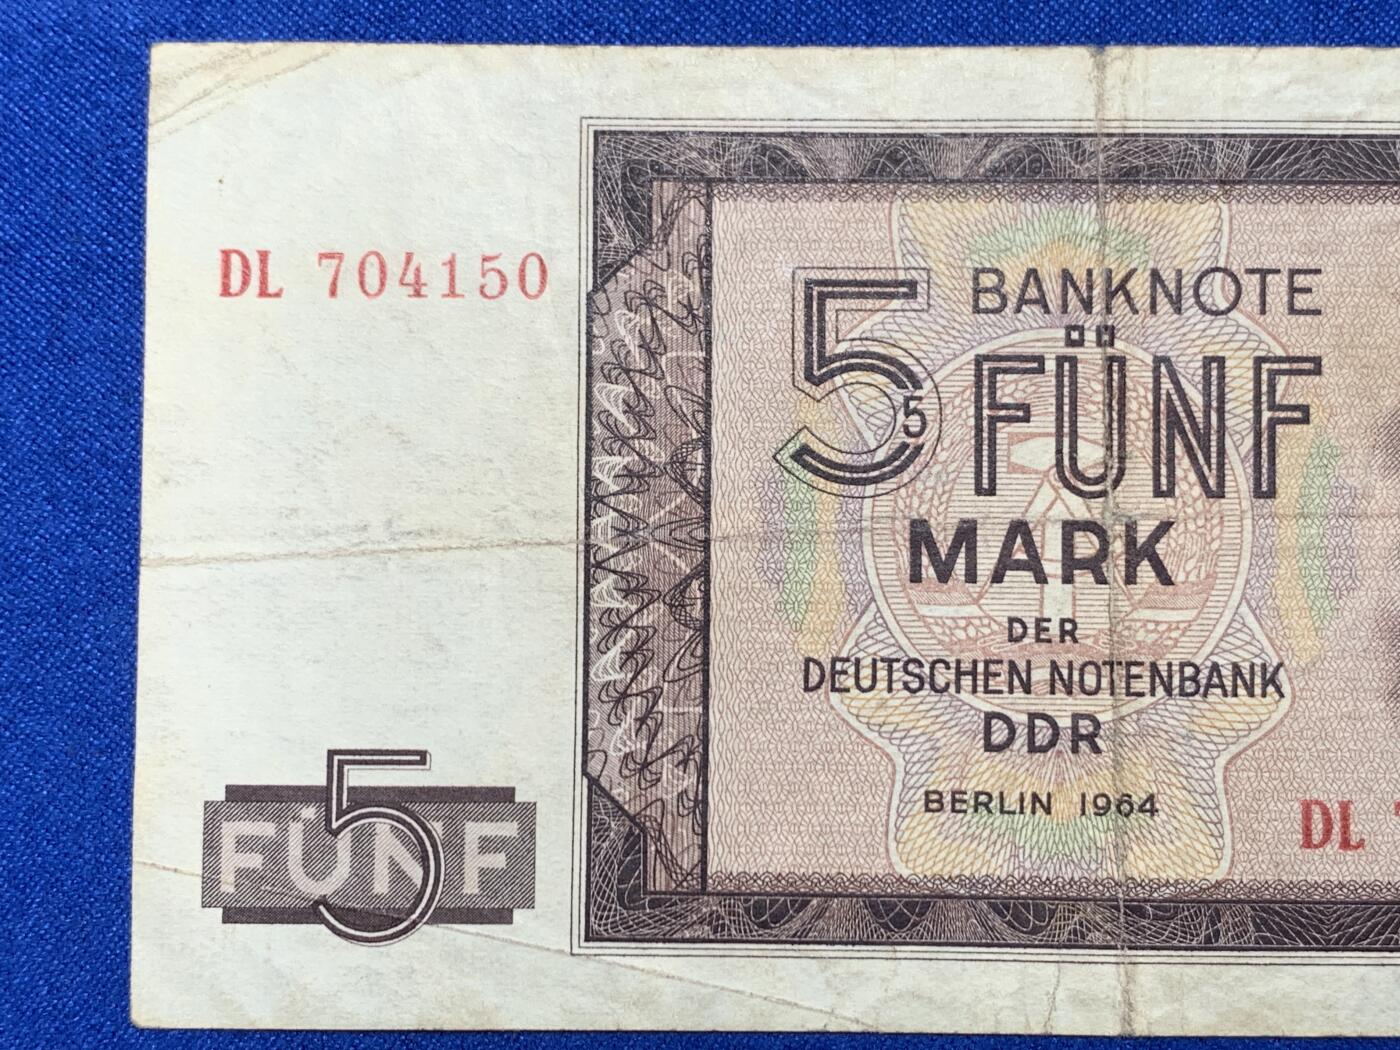 DL 704150
5 BANKNOTE
5 FÜNF
MARK
DER
DEUTSCHEN NOTENBANK
DDR
BERLIN 1964
DL
5
FÜNF